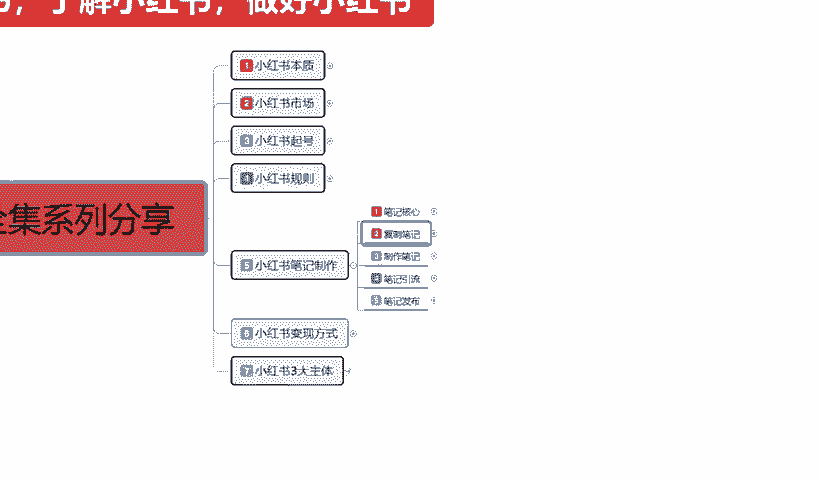 书，了解小红书，做好小红书
1 小红书本质
2 小红书市场
3 小红书起号
4 小红书规则
全集系列分享
1 笔记核心
2 复制笔记
3 制作笔记
4 笔记引流
5 笔记发布
5 小红书笔记制作
6 小红书变现方式
7 小红书3大主体